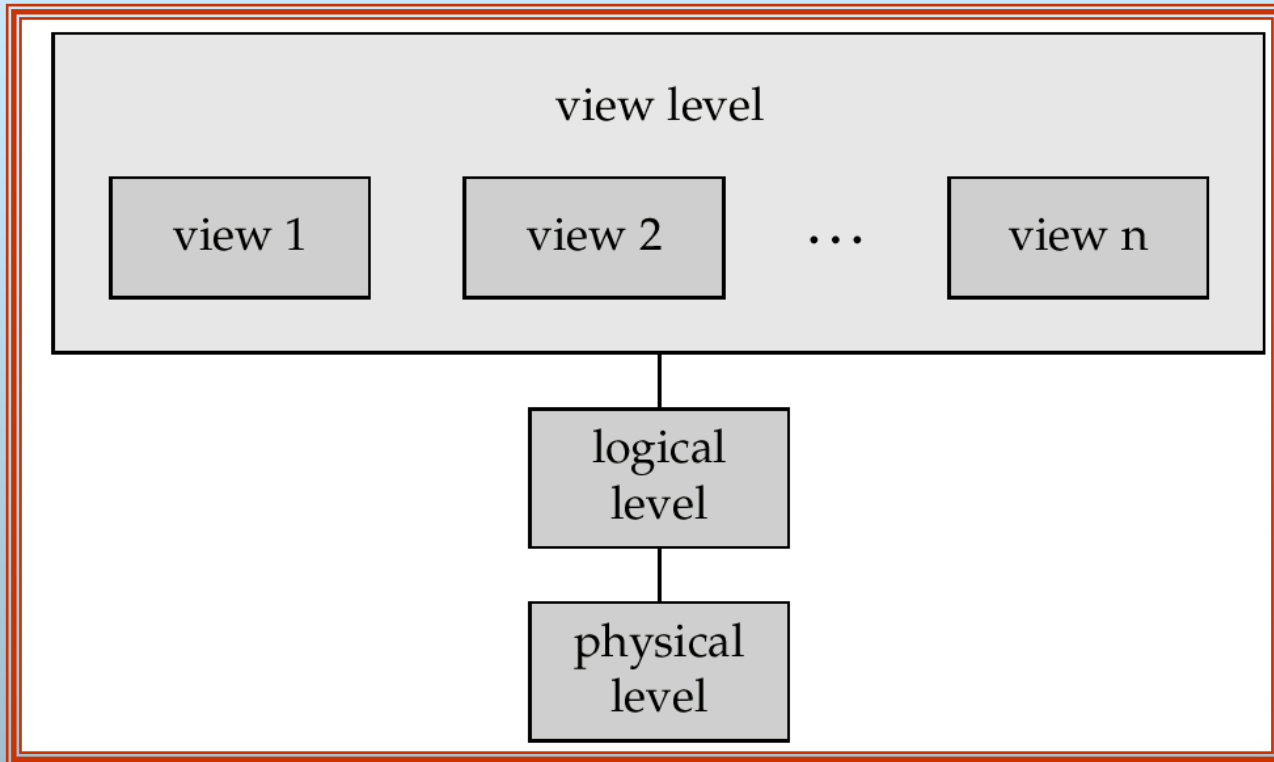 view level
view 1
view 2
...
view n
logical
level
physical
level